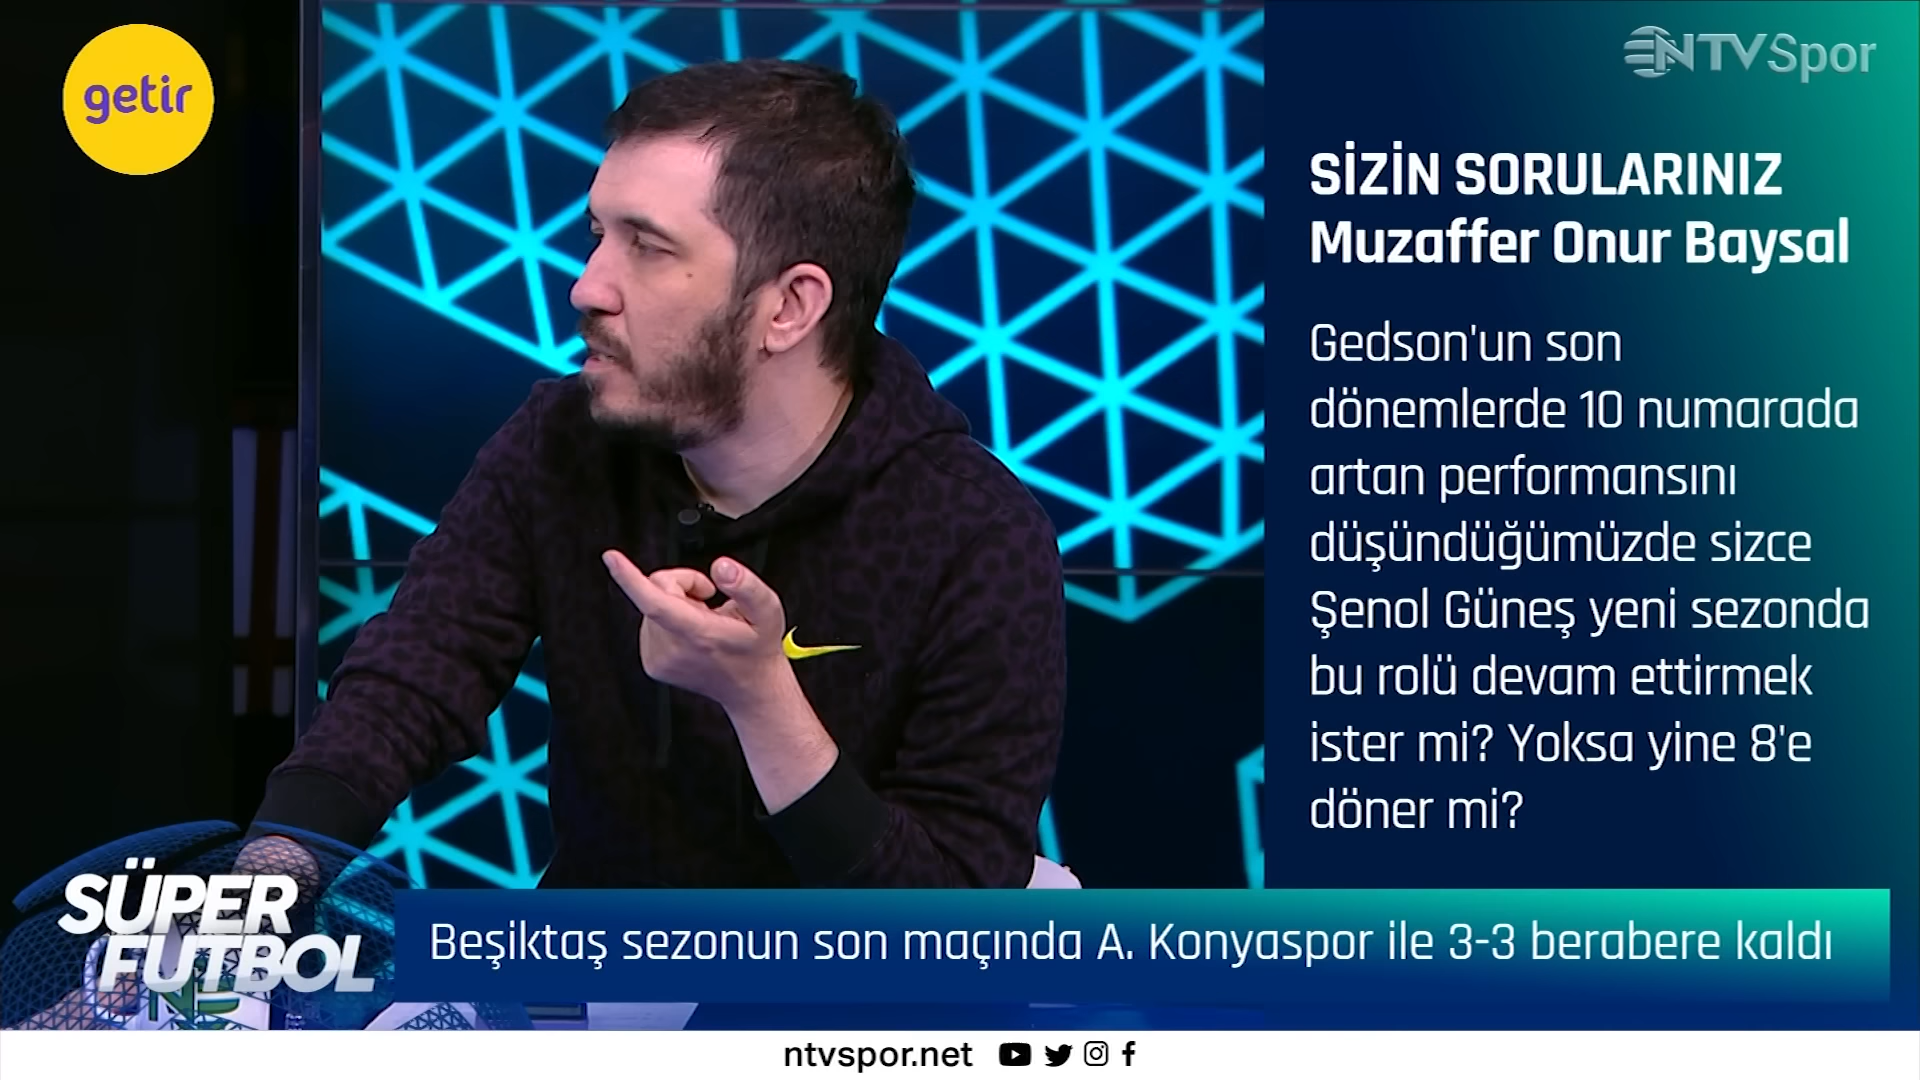 getir
NTVSpor
SİZİN SORULARINIZ
Muzaffer Onur Baysal
Gedson'un son
dönemlerde 10 numarada
artan performansını
düşündüğümüzde sizce
Şenol Güneş yeni sezonda
bu rolü devam ettirmek
ister mi? Yoksa yine 8'e
döner mi?
SÜPER
FUTBOL
Beşiktaş sezonun son maçında A. Konyaspor ile 3-3 berabere kaldı
ntvspor.net